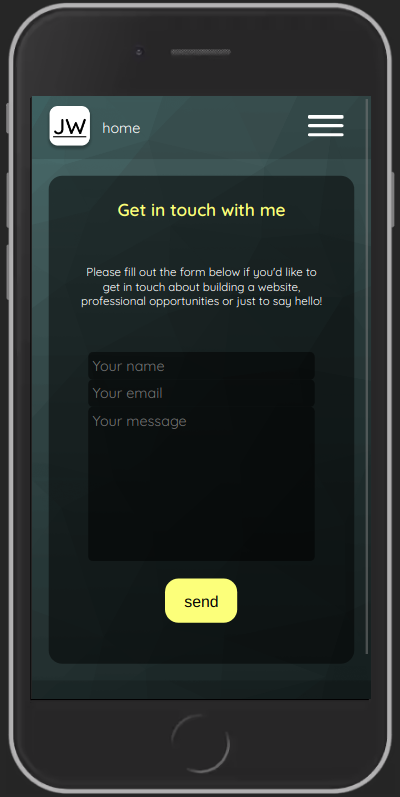 JW home
Get in touch with me
Please fill out the form below if you'd like to
get in touch about building a website,
professional opportunities or just to say hello!
Your name
Your email
Your message
send